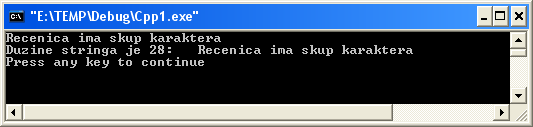 "E:\TEMP\Debug\Cpp1.exe"
Recenica ima skup karaktera
Duzine stringa je 28:   Recenica ima skup karaktera
Press any key to continue